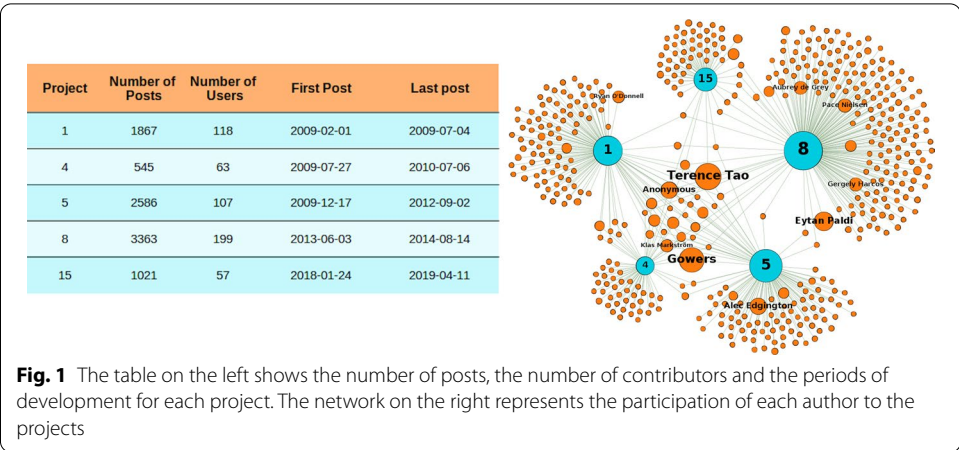 Project Number of Posts Number of Users First Post Last post
1 1867 118 2009-02-01 2009-07-04
4 545 63 2009-07-27 2010-07-06
5 2586 107 2009-12-17 2012-09-02
8 3363 199 2013-06-03 2014-08-14
15 1021 57 2018-01-24 2019-04-11
15
Aubrey de Grey
Ryan O'Donnell
Pace Nielsen
1
8
Terence Tao
Anonymous
Gergely Harcos
Eytan Paldi
Klas Markström
Gowers
4
5
Alec Edgington
Fig. 1 The table on the left shows the number of posts, the number of contributors and the periods of
development for each project. The network on the right represents the participation of each author to the
projects